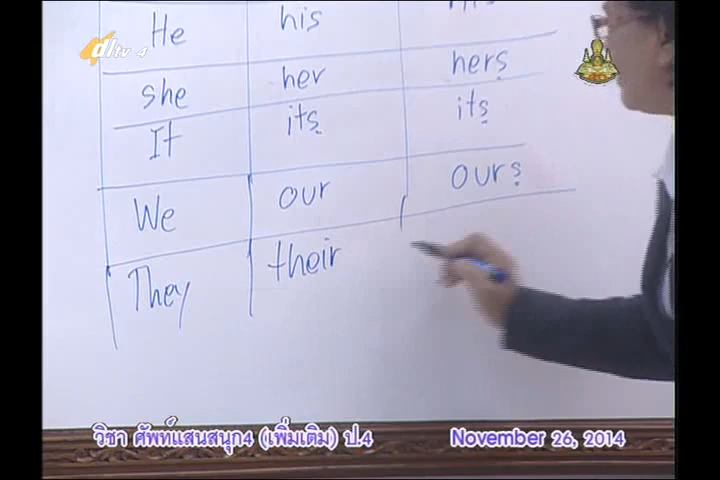 dltv 4
He his
she her hers
It its its
We our ours
They their
วิชา ศัพท์แสนสนุก4 (เพิ่มเติม) ป.4 November 26, 2014